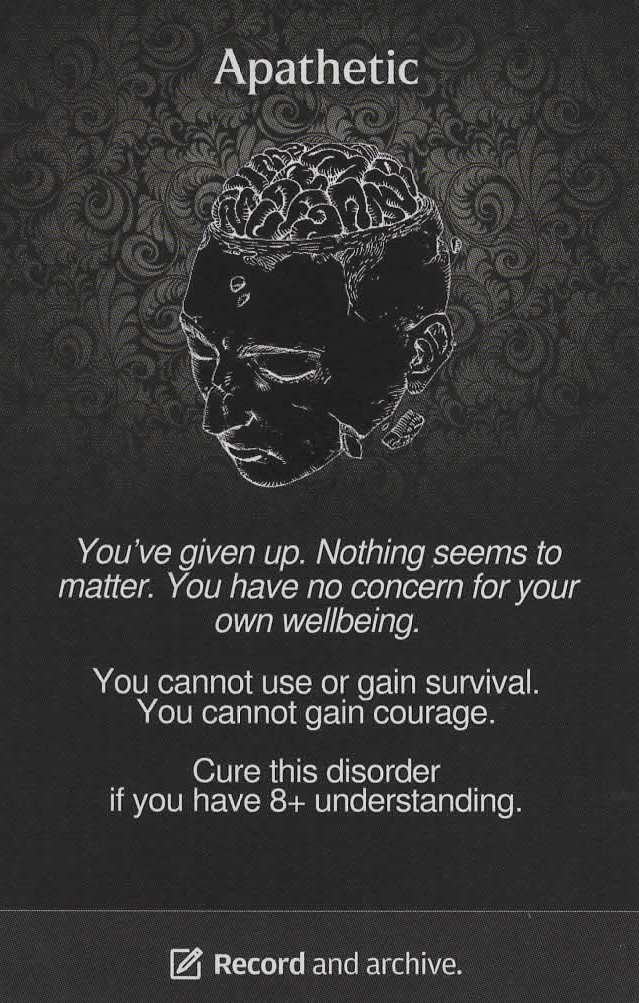 Apathetic
You've given up. Nothing seems to
matter. You have no concern for your
own wellbeing.
You cannot use or gain survival.
You cannot gain courage.
Cure this disorder
if you have 8+ understanding.
Record and archive.